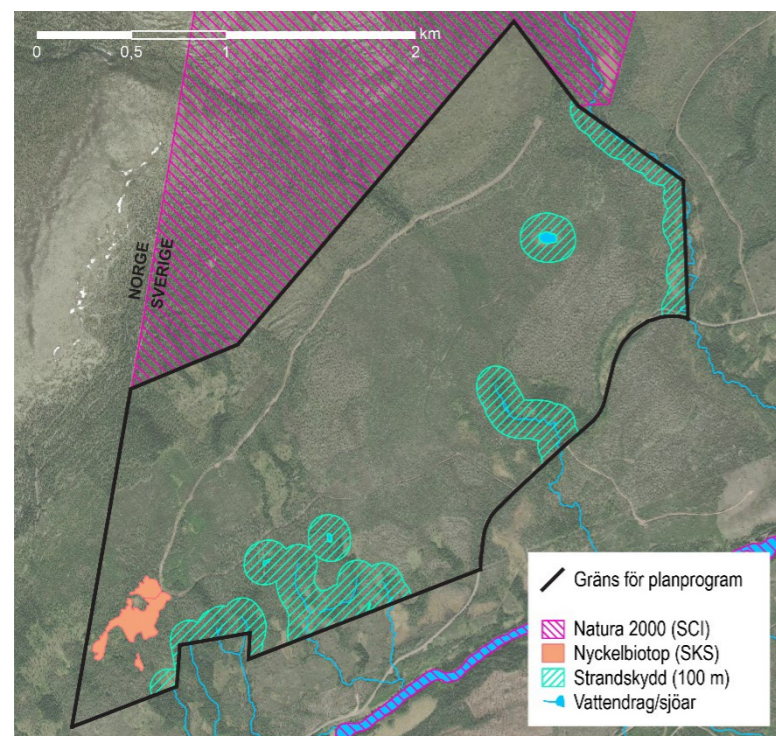 km
0 0,5 1 2
NORGE
SVERIGE
Gräns för planprogram
Natura 2000 (SCI)
Nyckelbiotop (SKS)
Strandskydd (100 m)
Vattendrag/sjöar